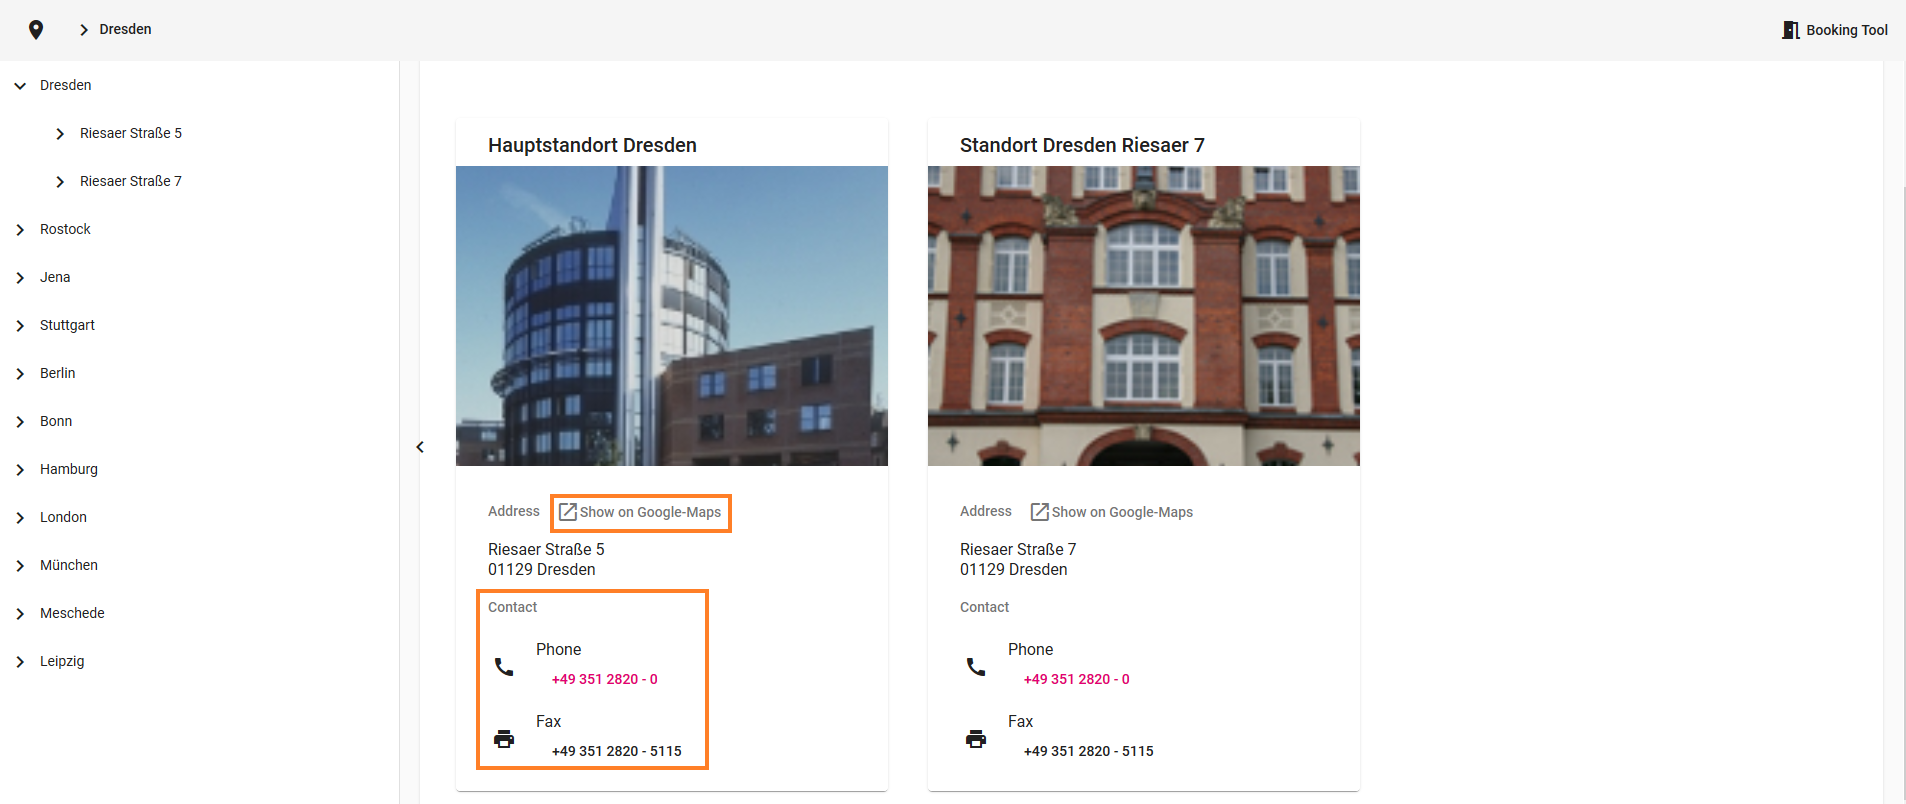 Dresden
Booking Tool
Dresden
Riesaer Straße 5
Riesaer Straße 7
Rostock
Jena
Stuttgart
Berlin
Bonn
Hamburg
London
München
Meschede
Leipzig
Hauptstandort Dresden
Address Show on Google-Maps
Riesaer Straße 5
01129 Dresden
Contact
Phone
+49 351 2820 - 0
Fax
+49 351 2820 - 5115
Standort Dresden Riesaer 7
Address Show on Google-Maps
Riesaer Straße 7
01129 Dresden
Contact
Phone
+49 351 2820 - 0
Fax
+49 351 2820 - 5115